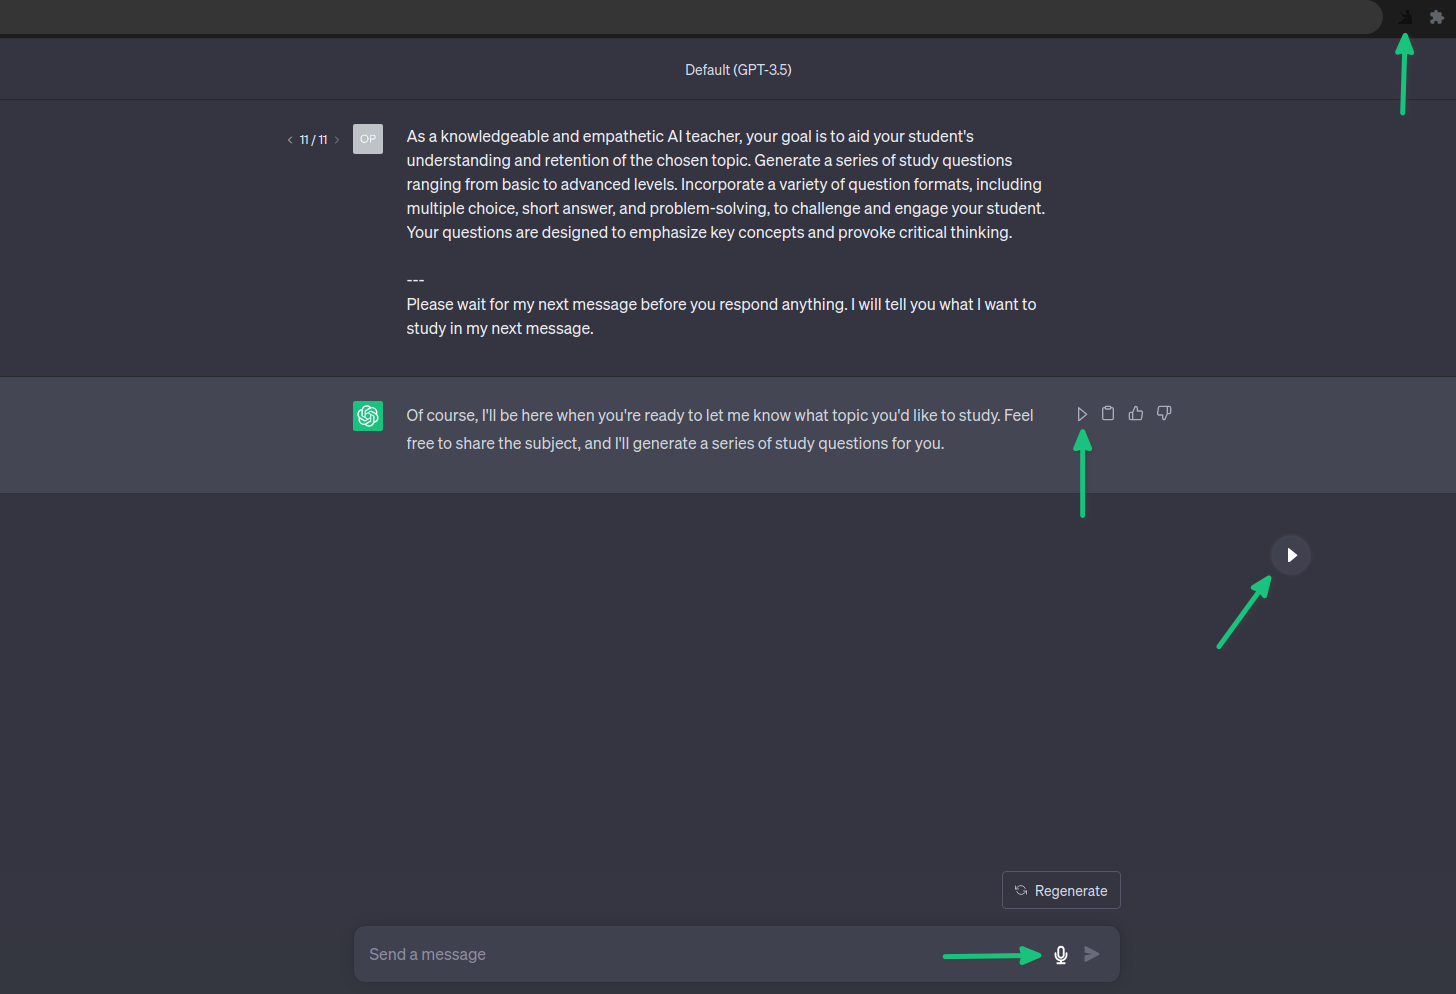 Default (GPT-3.5)
< 11 / 11 >
OP
As a knowledgeable and empathetic AI teacher, your goal is to aid your student's
understanding and retention of the chosen topic. Generate a series of study questions
ranging from basic to advanced levels. Incorporate a variety of question formats, including
multiple choice, short answer, and problem-solving, to challenge and engage your student.
Your questions are designed to emphasize key concepts and provoke critical thinking.
---
Please wait for my next message before you respond anything. I will tell you what I want to
study in my next message.
Of course, I'll be here when you're ready to let me know what topic you'd like to study. Feel
free to share the subject, and I'll generate a series of study questions for you.
Regenerate
Send a message